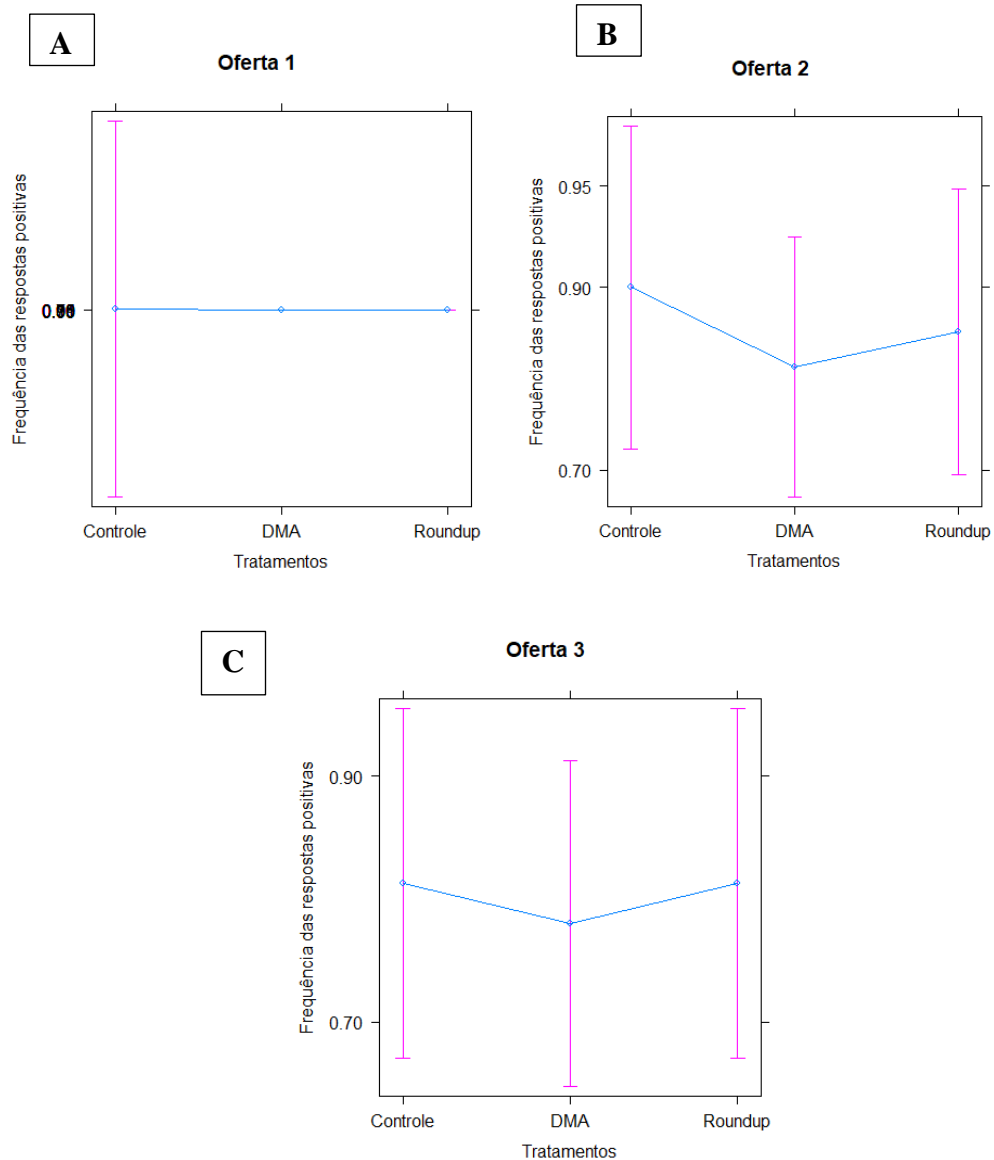 A
Oferta 1
Frequência das respostas positivas
Controle DMA Roundup
Tratamentos
B
Oferta 2
Frequência das respostas positivas
0.95
0.90
0.70
Controle DMA Roundup
Tratamentos
C
Oferta 3
Frequência das respostas positivas
0.90
0.70
Controle DMA Roundup
Tratamentos